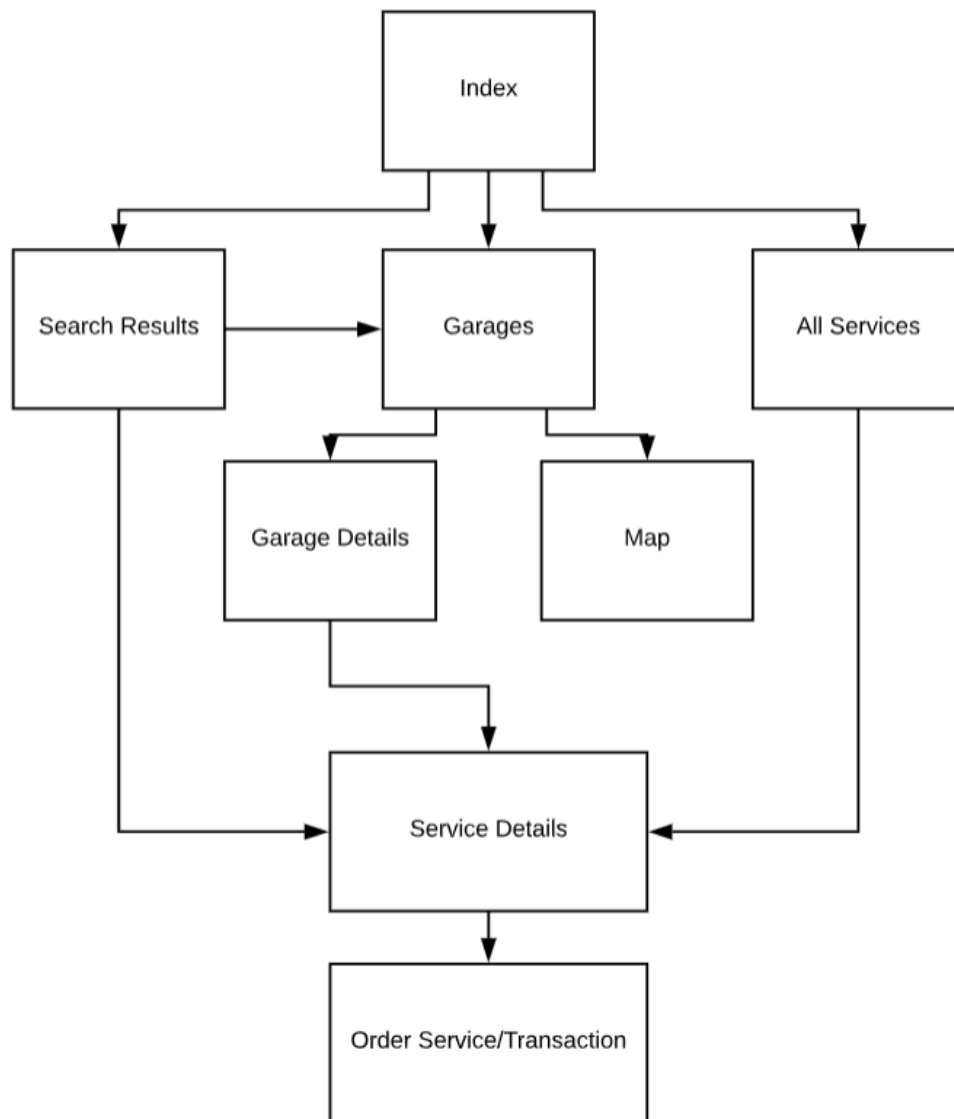 Index
Search Results
Garages
All Services
Garage Details
Map
Service Details
Order Service/Transaction